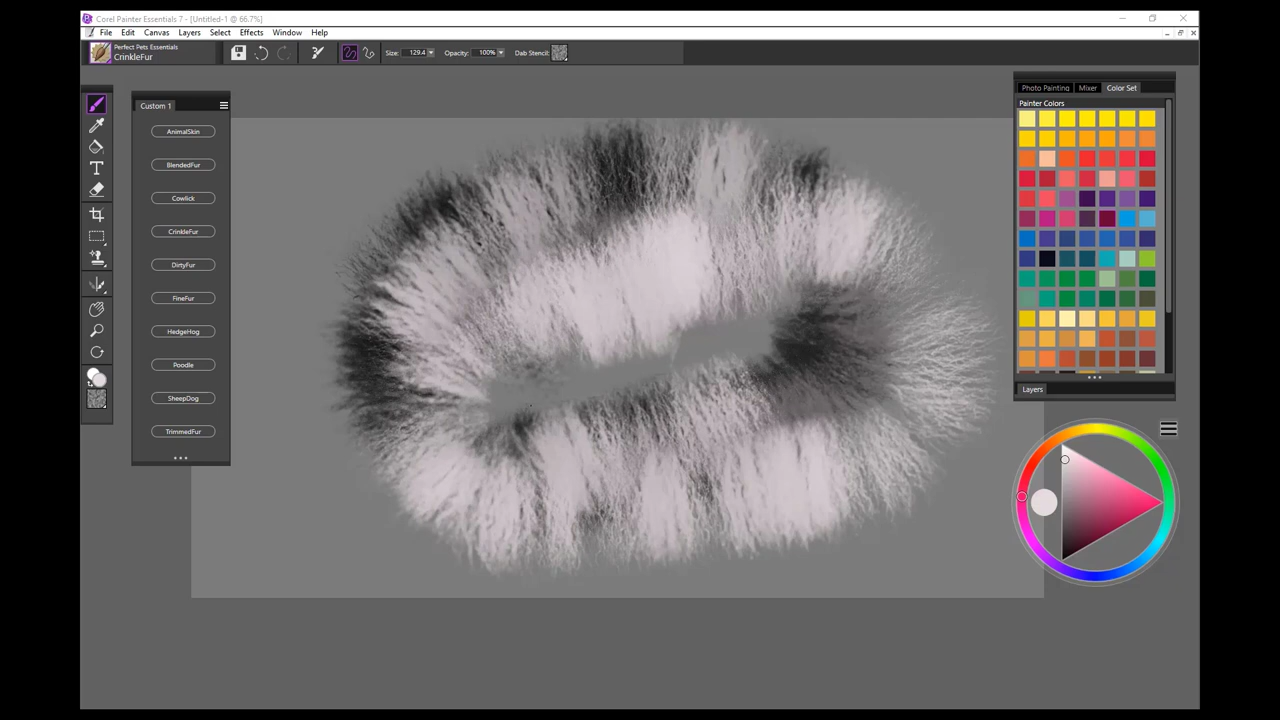 Corel Painter Essentials 7 - [Untitled-1 @ 66.7%]
File Edit Canvas Layers Select Effects Window Help
Perfect Pets Essentials
CrinkleFur
Size: 129.4 Opacity: 100% Dab Stencil:
Custom 1
AnimalSkin
BlendedFur
Cowlick
CrinkleFur
DirtyFur
FineFur
HedgeHog
Poodle
SheepDog
TrimmedFur
Photo Painting Mixer Color Set
Painter Colors
Layers